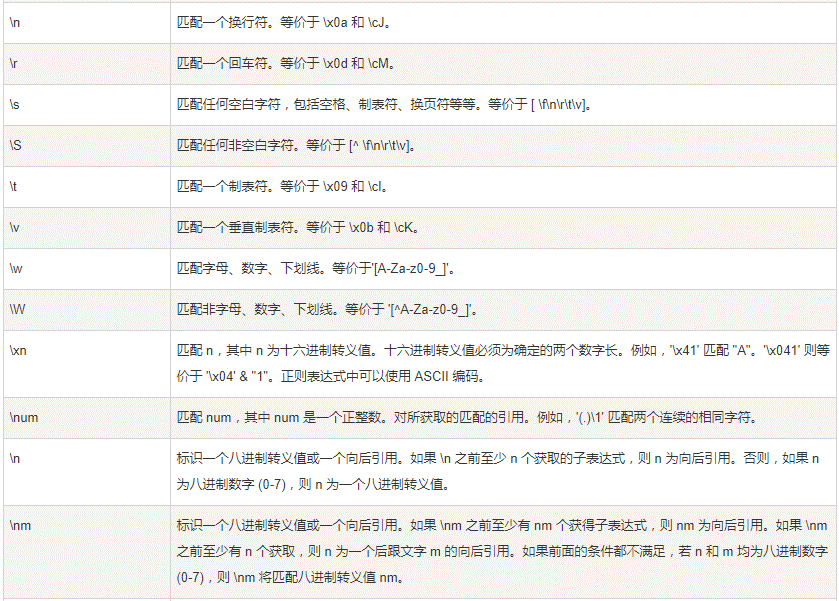 \n 匹配一个换行符。等价于 \x0a 和 \cJ。
\r 匹配一个回车符。等价于 \x0d 和 \cM。
\s 匹配任何空白字符，包括空格、制表符、换页符等等。等价于 [ \f\n\r\t\v]。
\S 匹配任何非空白字符。等价于 [^ \f\n\r\t\v]。
\t 匹配一个制表符。等价于 \x09 和 \cI。
\v 匹配一个垂直制表符。等价于 \x0b 和 \cK。
\w 匹配字母、数字、下划线。等价于'[A-Za-z0-9_]'。
\W 匹配非字母、数字、下划线。等价于 '[^A-Za-z0-9_]'。
\xn 匹配 n，其中 n 为十六进制转义值。十六进制转义值必须为确定的两个数字长。例如，'\x41' 匹配 "A"。'\x041' 则等
价于 '\x04' & "1"。正则表达式中可以使用 ASCII 编码。
\num 匹配 num，其中 num 是一个正整数。对所获取的匹配的引用。例如，'(.)\1' 匹配两个连续的相同字符。
\n 标识一个八进制转义值或一个向后引用。如果 \n 之前至少 n 个获取的子表达式，则 n 为向后引用。否则，如果 n
为八进制数字 (0-7)，则 n 为一个八进制转义值。
\nm 标识一个八进制转义值或一个向后引用。如果 \nm 之前至少有 nm 个获得子表达式，则 nm 为向后引用。如果 \nm
之前至少有 n 个获取，则 n 为一个后跟文字 m 的向后引用。如果前面的条件都不满足，若 n 和 m 均为八进制数字
(0-7)，则 \nm 将匹配八进制转义值 nm。